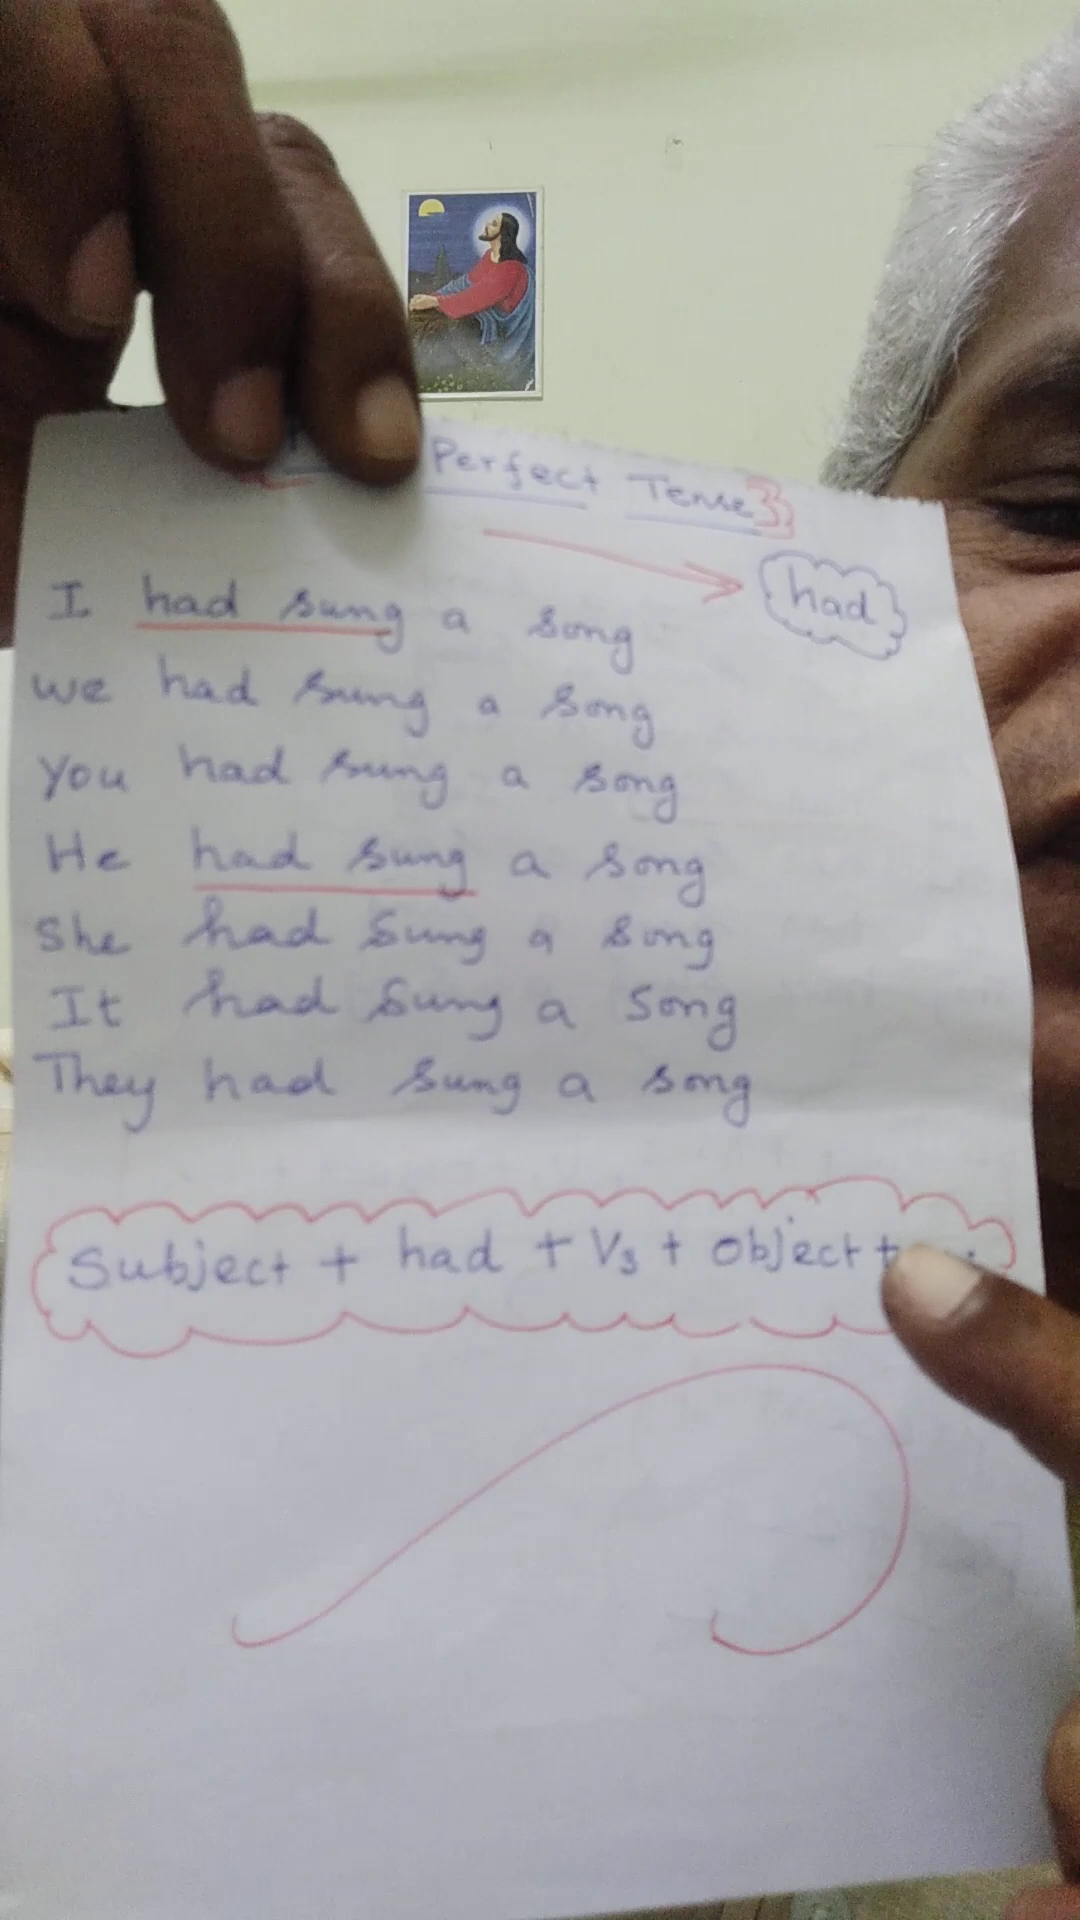 Perfect Tense
had
I had sung a song
we had sung a song
You had sung a song
He had sung a song
She had sung a song
It had sung a song
They had sung a song
Subject + had + V3 + object +